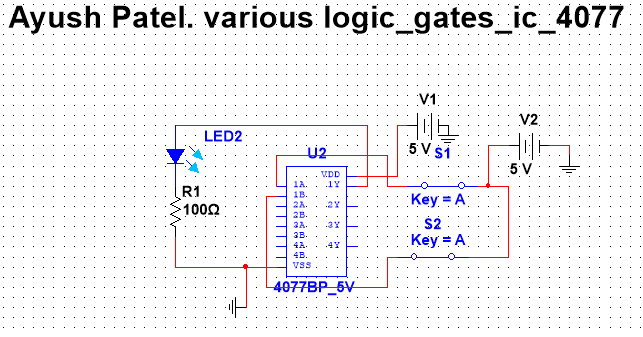 Ayush Patel. various logic_gates_ic_4077
V1
V2
LED2
5 V
S1
U2
5 V
VDD
1A
1Y
R1
1B
Key = A
100Ω
2A
2Y
2B
S2
3A
3Y
3B
Key = A
4A
4Y
4B
VSS
4077BP_5V